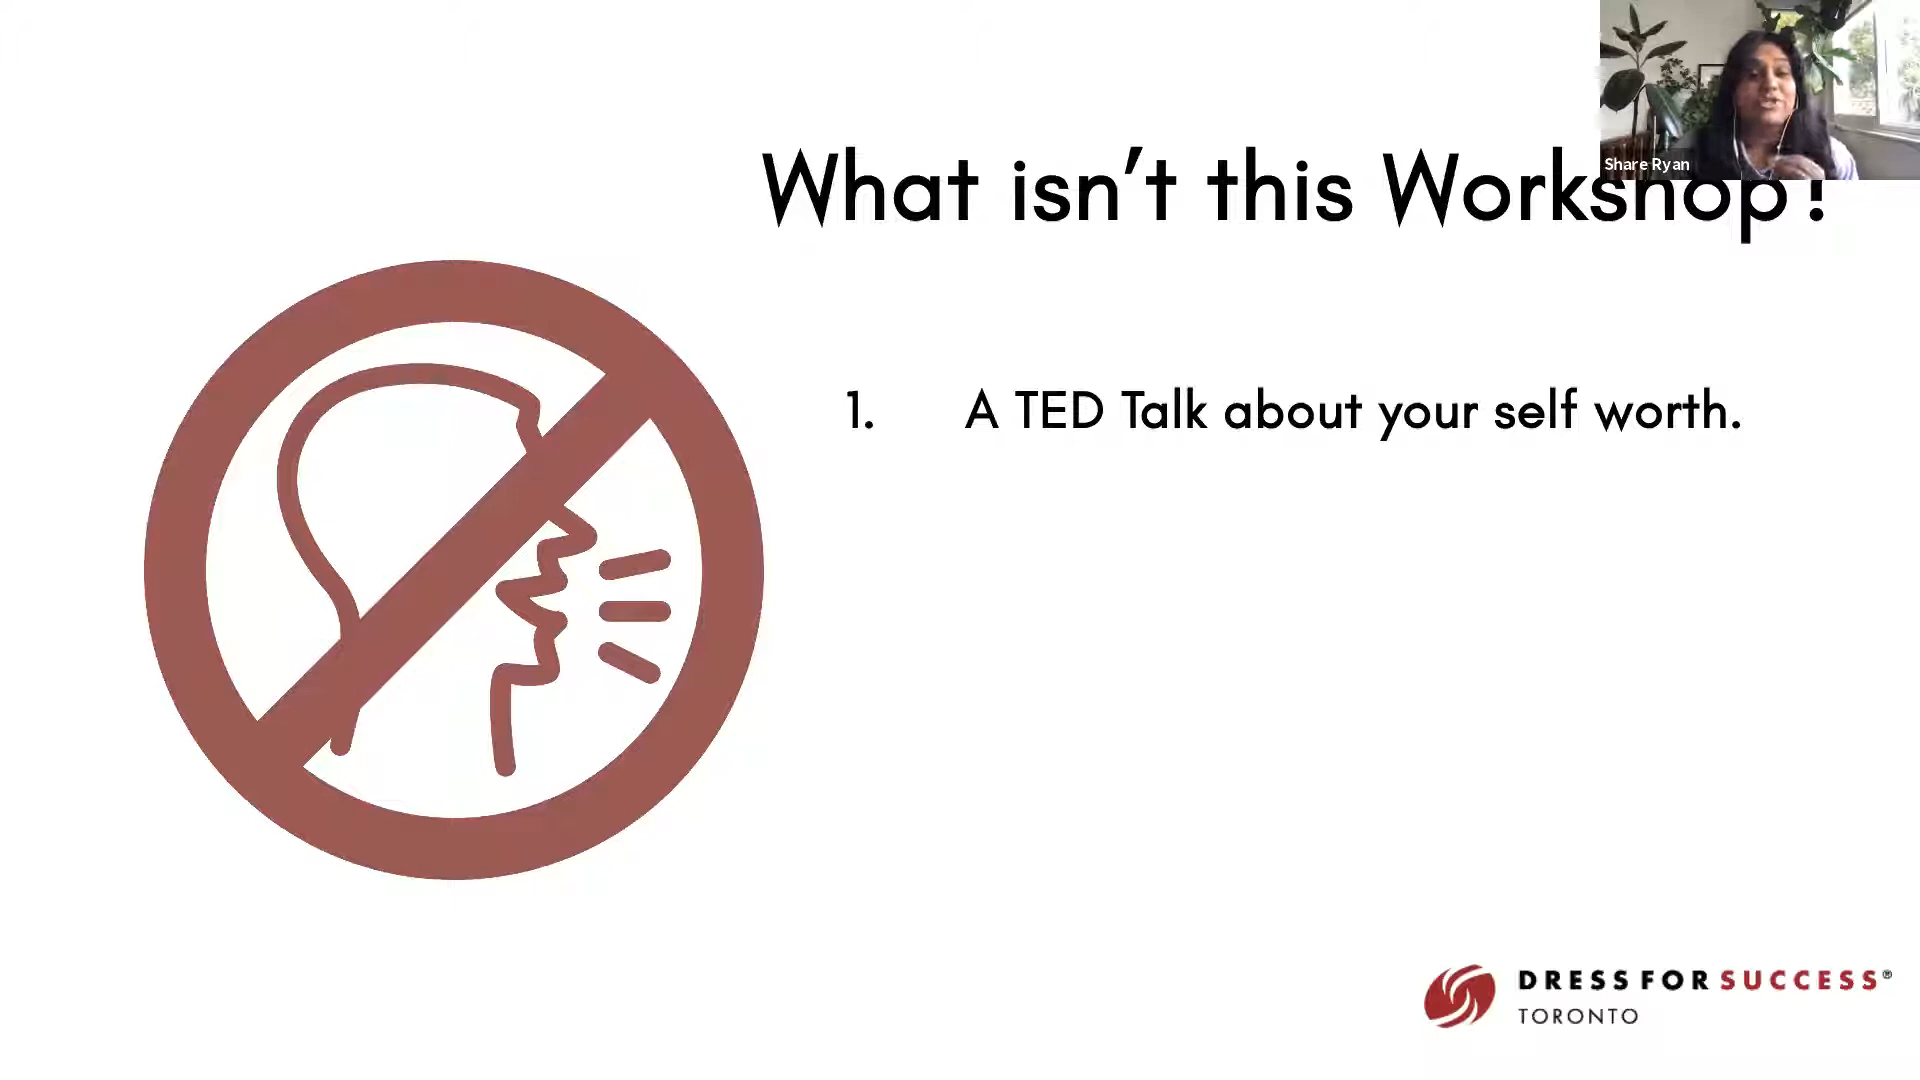 What isn’t this Workshop?
Share Ryan
1. A TED Talk about your self worth.
DRESS FOR SUCCESS®
TORONTO